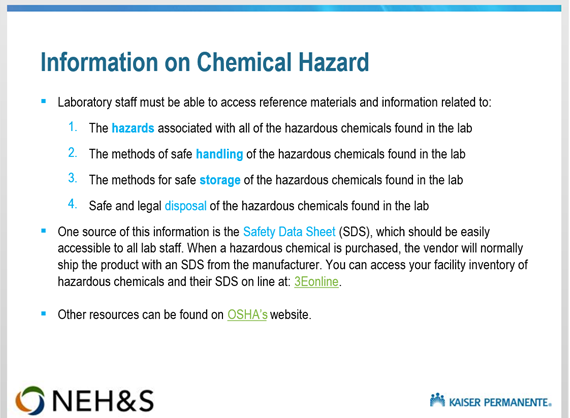 Information on Chemical Hazard
▪ Laboratory staff must be able to access reference materials and information related to:
1. The hazards associated with all of the hazardous chemicals found in the lab
2. The methods of safe handling of the hazardous chemicals found in the lab
3. The methods for safe storage of the hazardous chemicals found in the lab
4. Safe and legal disposal of the hazardous chemicals found in the lab
▪ One source of this information is the Safety Data Sheet (SDS), which should be easily
accessible to all lab staff. When a hazardous chemical is purchased, the vendor will normally
ship the product with an SDS from the manufacturer. You can access your facility inventory of
hazardous chemicals and their SDS on line at: 3Eonline.
▪ Other resources can be found on OSHA's website.
NEH&S
KAISER PERMANENTE®